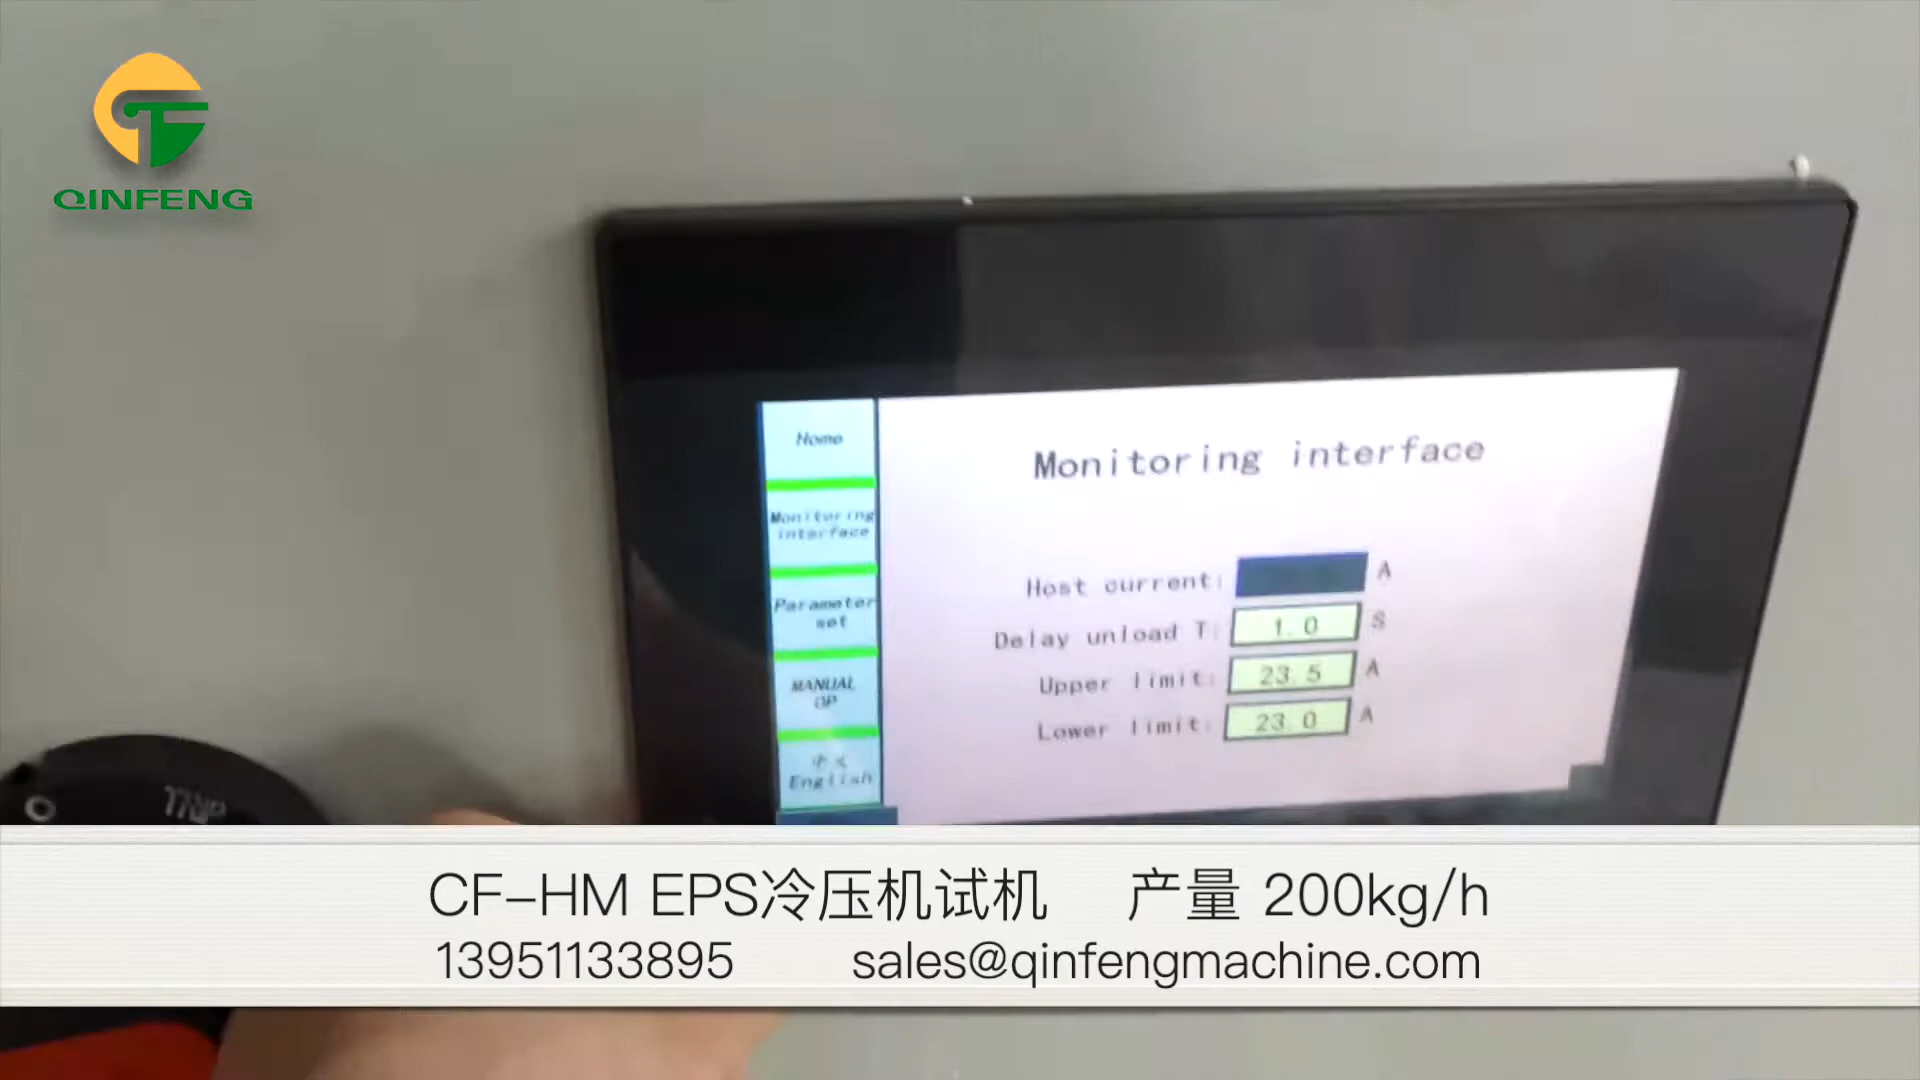 QINFENG
Home
Monitoring
interface
Parameter
set
MANUAL
OP
中文
English
Monitoring interface
Host current: A
Delay unload T: 1.0 S
Upper limit: 23.5 A
Lower limit: 23.0 A
CF-HM EPS冷压机试机 产量 200kg/h
13951133895 sales@qinfengmachine.com